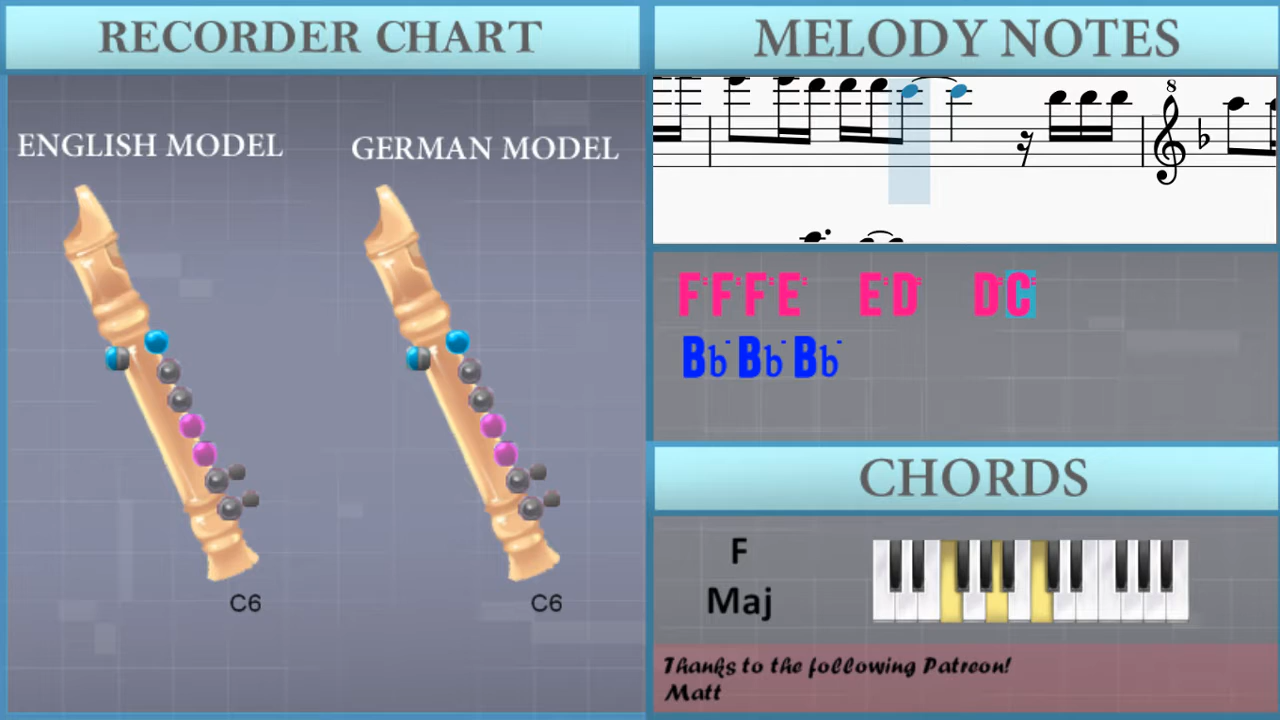 RECORDER CHART
ENGLISH MODEL
GERMAN MODEL
C6
C6
MELODY NOTES
8
F¨F¨F¨E¨ E¨D¨ D¨C¨
Bb˙Bb˙Bb˙
CHORDS
F
Maj
Thanks to the following Patreon!
Matt